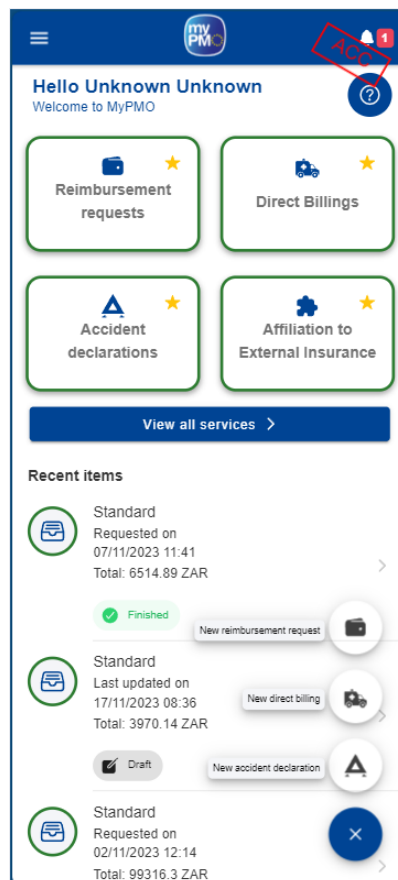 my
PMO
1
ACC
Hello Unknown Unknown
Welcome to MyPMO
Reimbursement
requests
Direct Billings
Accident
declarations
Affiliation to
External Insurance
View all services
Recent items
Standard
Requested on
07/11/2023 11:41
Total: 6514.89 ZAR
Finished
New reimbursement request
Standard
Last updated on
17/11/2023 08:36
Total: 3970.14 ZAR
New direct billing
Draft
New accident declaration
Standard
Requested on
02/11/2023 12:14
Total: 99316.3 ZAR